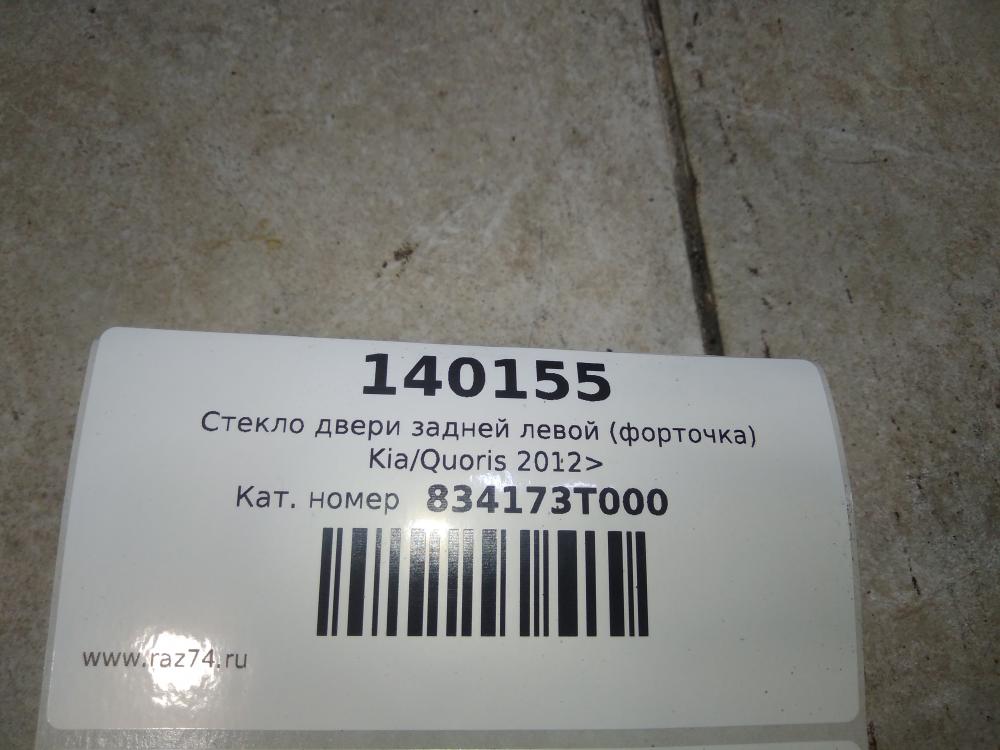 140155
Стекло двери задней левой (форточка)
Kia/Quoris 2012>
Кат. номер 834173T000
www.raz74.ru